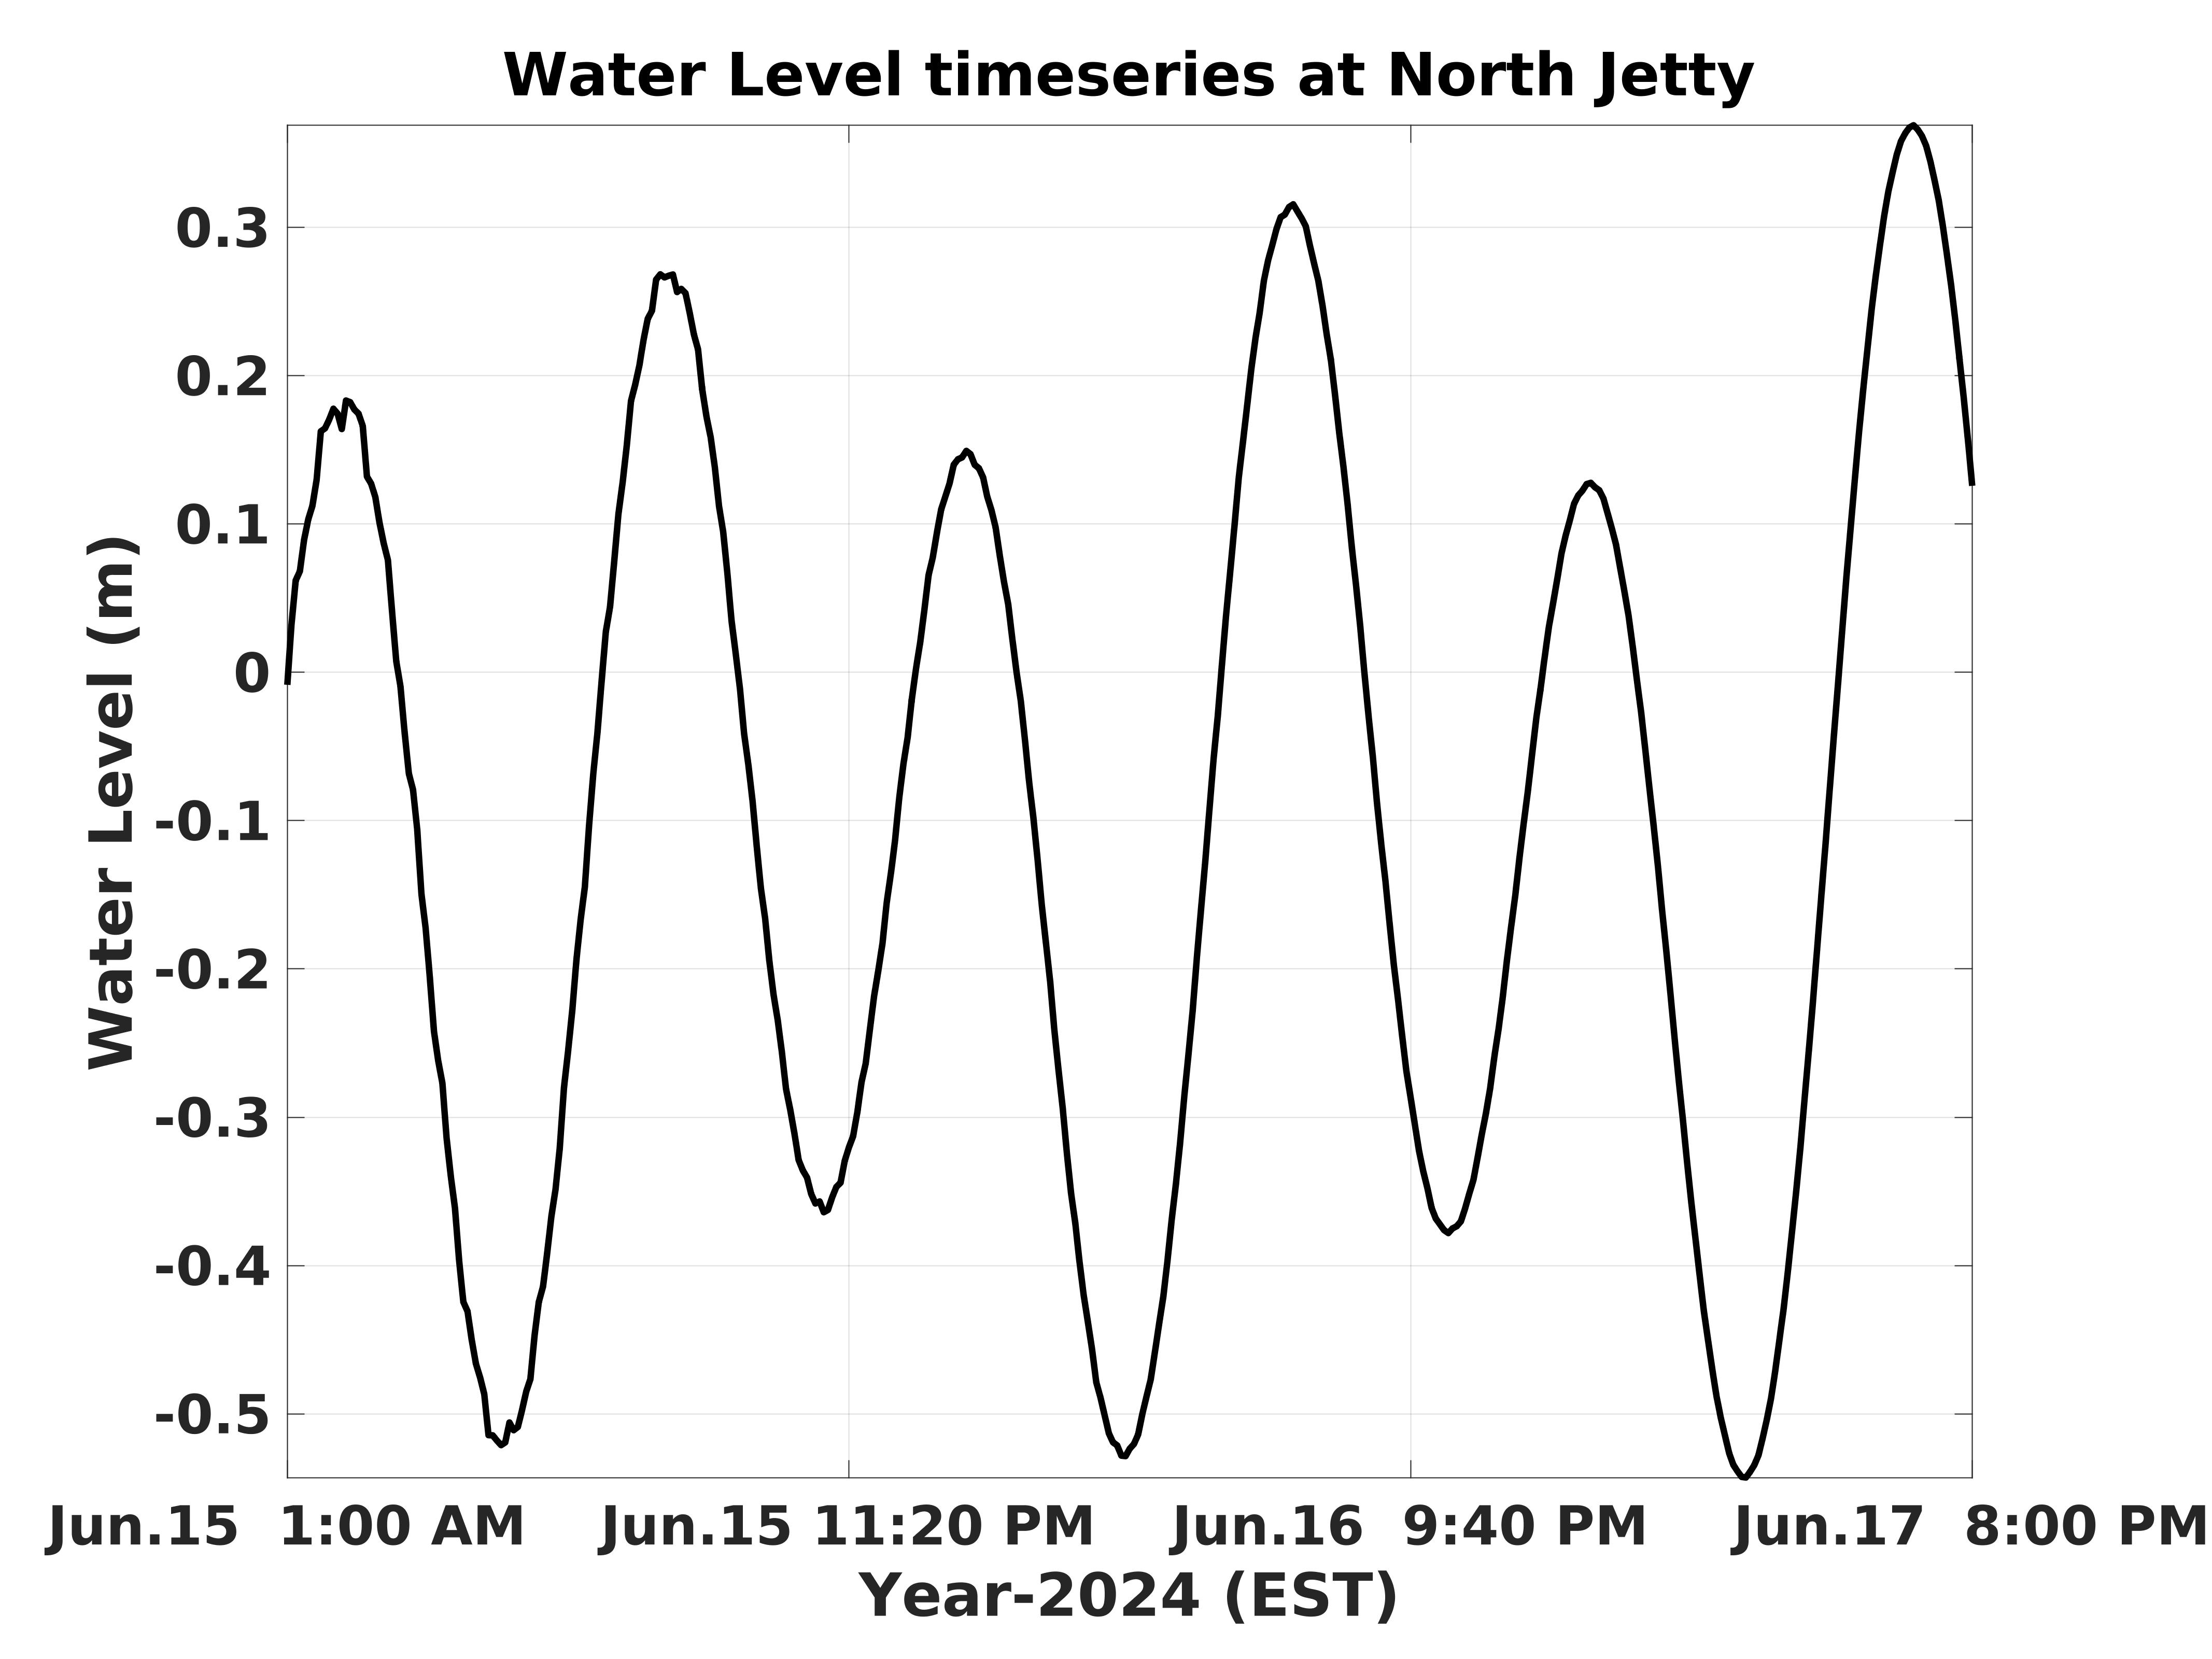 Water Level timeseries at North Jetty
Water Level (m)
0.3
0.2
0.1
0
-0.1
-0.2
-0.3
-0.4
-0.5
Jun.15 1:00 AM Jun.15 11:20 PM Jun.16 9:40 PM Jun.17 8:00 PM
Year-2024 (EST)